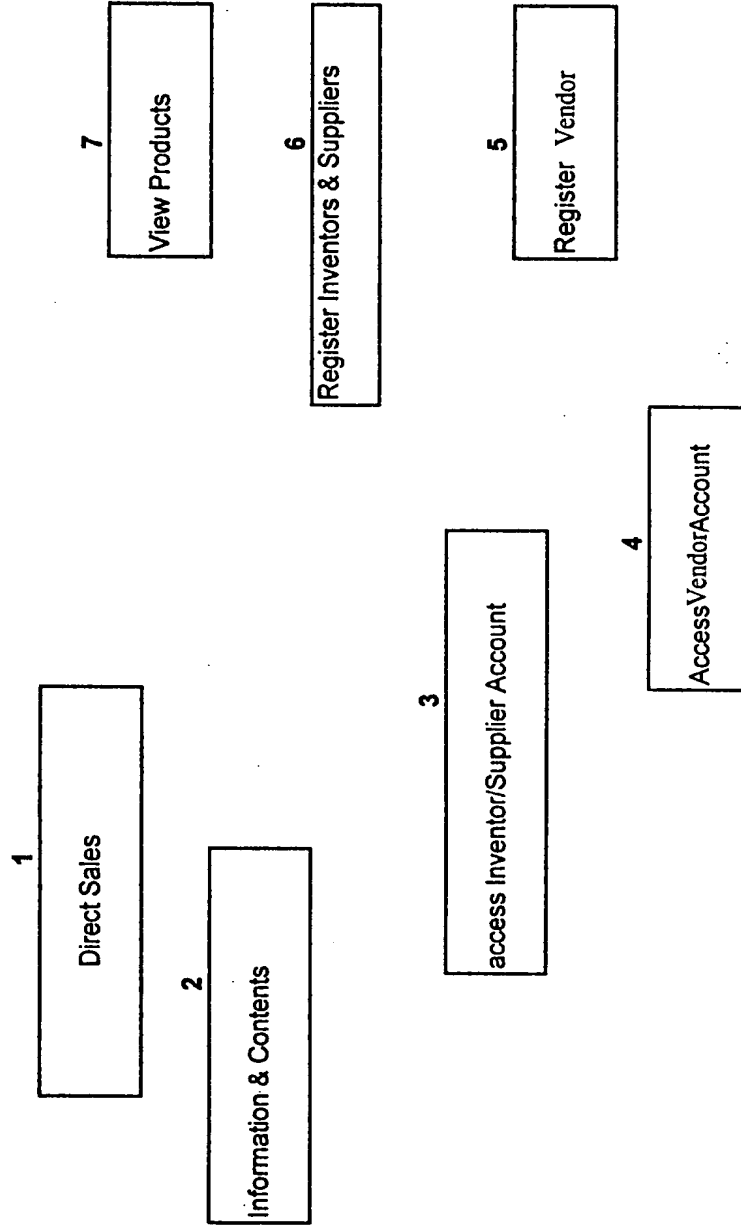 1
Direct Sales
2
Information & Contents
3
access Inventor/Supplier Account
4
AccessVendorAccount
5
Register Vendor
6
Register Inventors & Suppliers
7
View Products